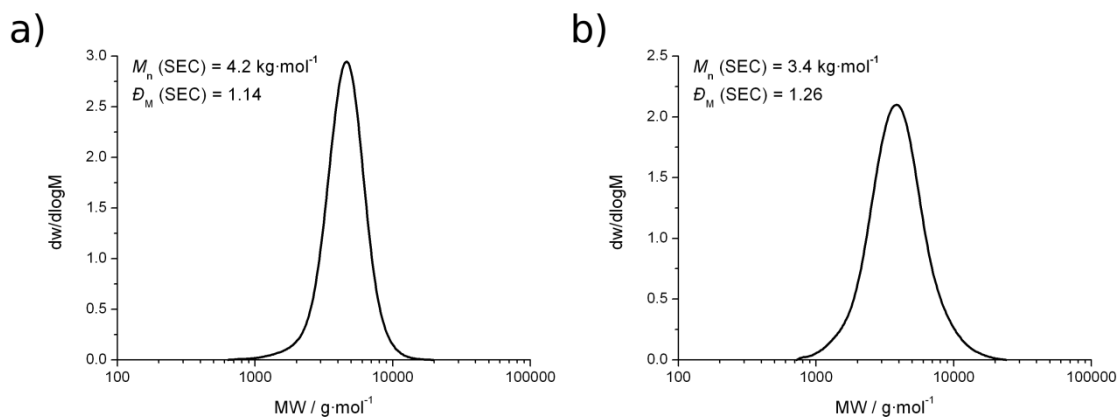 a)
M_n (SEC) = 4.2 kg·mol⁻¹
Đ_M (SEC) = 1.14
3.0
2.5
2.0
1.5
1.0
0.5
0.0
dw/dlogM
100
1000
10000
100000
MW / g·mol⁻¹
b)
M_n (SEC) = 3.4 kg·mol⁻¹
Đ_M (SEC) = 1.26
2.5
2.0
1.5
1.0
0.5
0.0
dw/dlogM
100
1000
10000
100000
MW / g·mol⁻¹